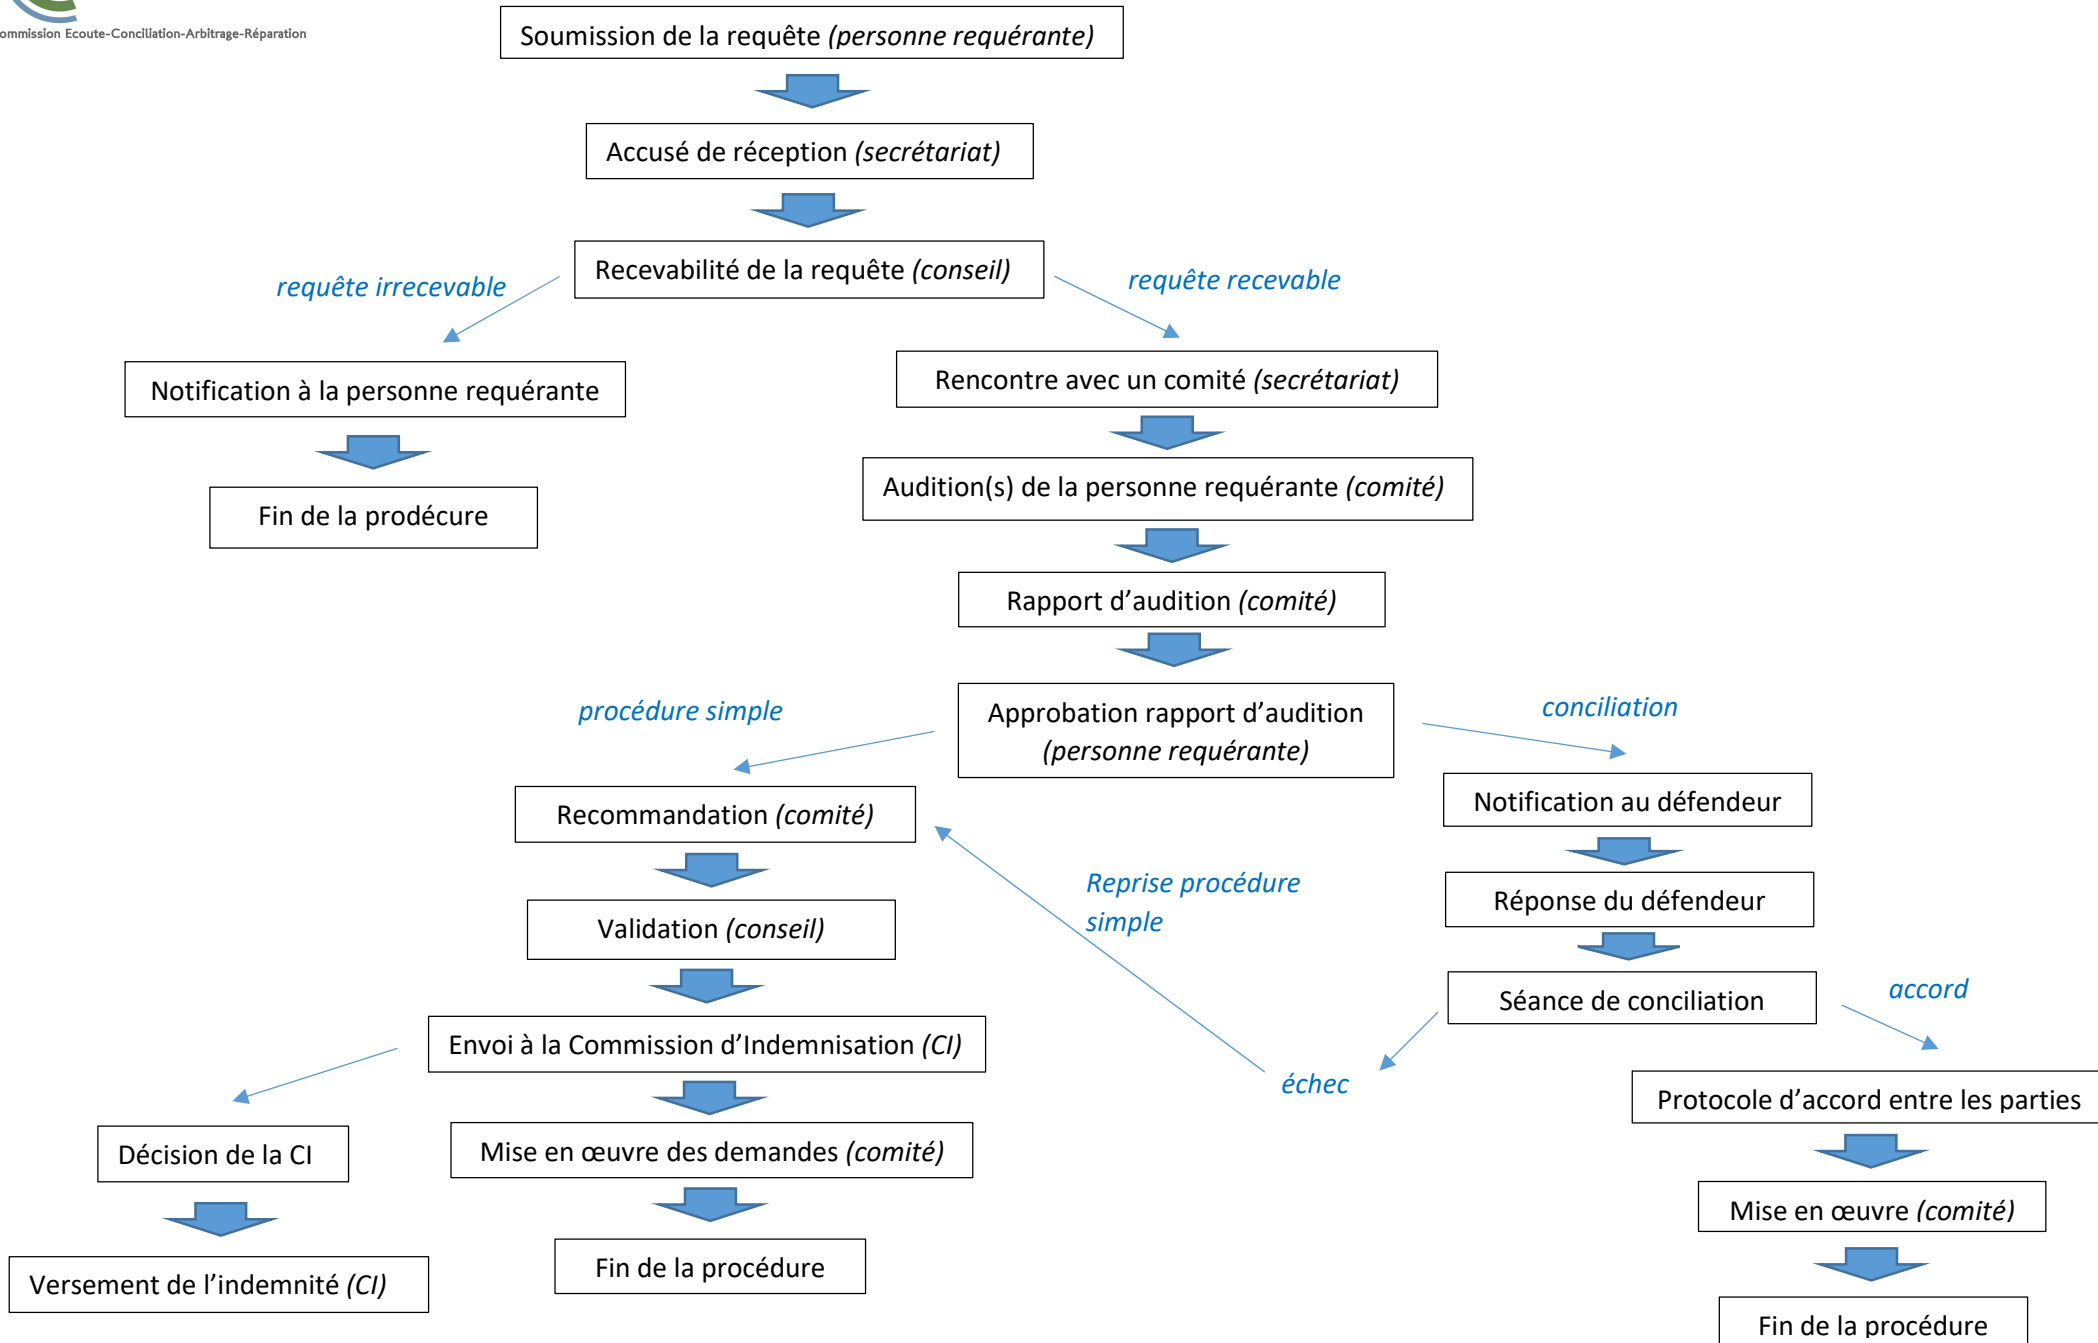 ommission Ecoute-Conciliation-Arbitrage-Réparation
Soumission de la requête (personne requérante)
Accusé de réception (secrétariat)
Recevabilité de la requête (conseil)
requête irrecevable
requête recevable
Notification à la personne requérante
Fin de la prodécure
Rencontre avec un comité (secrétariat)
Audition(s) de la personne requérante (comité)
Rapport d’audition (comité)
Approbation rapport d’audition
(personne requérante)
procédure simple
conciliation
Recommandation (comité)
Validation (conseil)
Envoi à la Commission d’Indemnisation (CI)
Décision de la CI
Versement de l’indemnité (CI)
Mise en œuvre des demandes (comité)
Fin de la procédure
Notification au défendeur
Réponse du défendeur
Séance de conciliation
Reprise procédure
simple
échec
accord
Protocole d’accord entre les parties
Mise en œuvre (comité)
Fin de la procédure